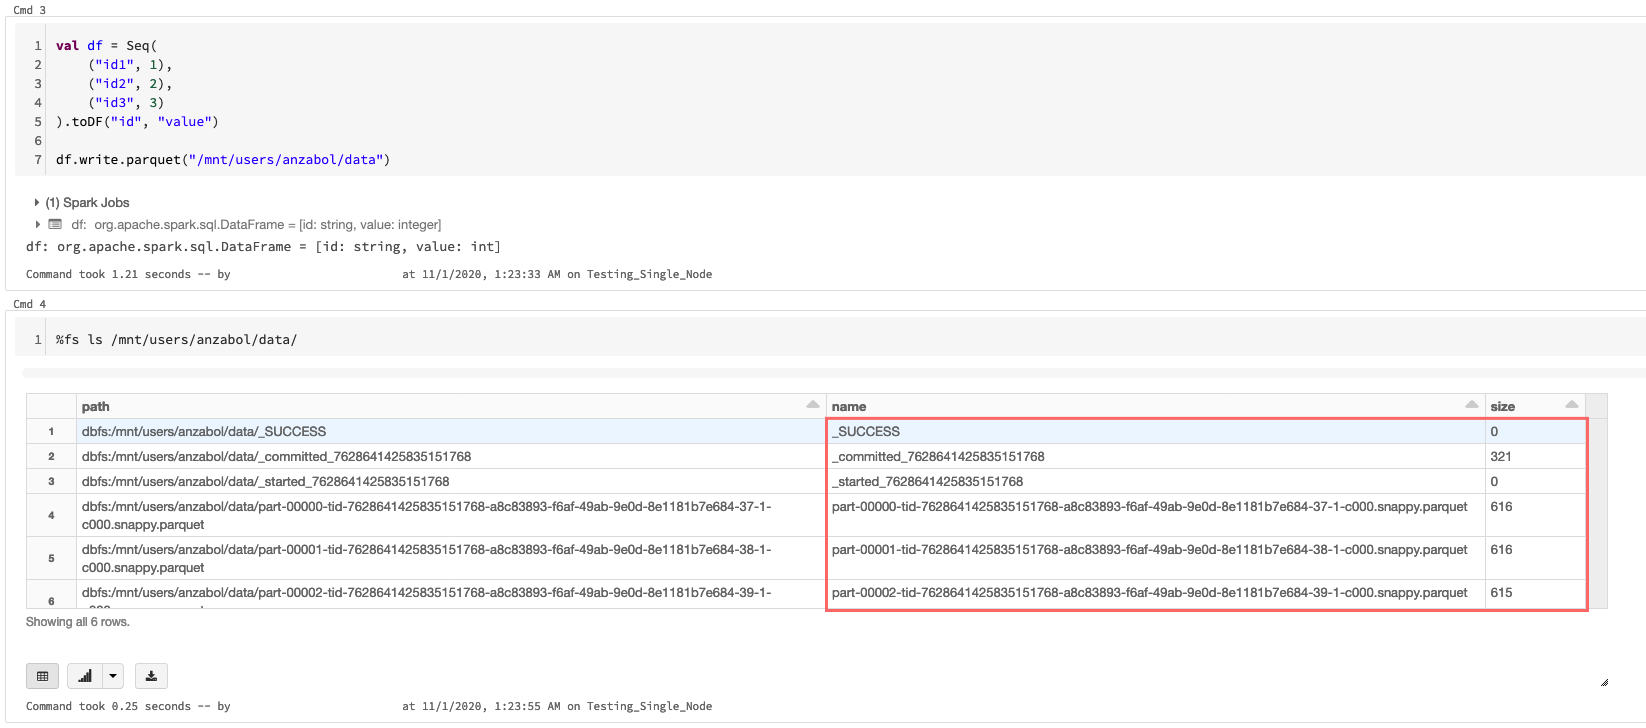 Cmd 3
1 val df = Seq(
2     ("id1", 1),
3     ("id2", 2),
4     ("id3", 3)
5 ).toDF("id", "value")
6
7 df.write.parquet("/mnt/users/anzabol/data")
(1) Spark Jobs
df: org.apache.spark.sql.DataFrame = [id: string, value: integer]
df: org.apache.spark.sql.DataFrame = [id: string, value: int]
Command took 1.21 seconds -- by at 11/1/2020, 1:23:33 AM on Testing_Single_Node
Cmd 4
1 %fs ls /mnt/users/anzabol/data/
path name size
1 dbfs:/mnt/users/anzabol/data/_SUCCESS _SUCCESS 0
2 dbfs:/mnt/users/anzabol/data/_committed_7628641425835151768 _committed_7628641425835151768 321
3 dbfs:/mnt/users/anzabol/data/_started_7628641425835151768 _started_7628641425835151768 0
4 dbfs:/mnt/users/anzabol/data/part-00000-tid-7628641425835151768-a8c83893-f6af-49ab-9e0d-8e1181b7e684-37-1- part-00000-tid-7628641425835151768-a8c83893-f6af-49ab-9e0d-8e1181b7e684-37-1-c000.snappy.parquet 616
c000.snappy.parquet
5 dbfs:/mnt/users/anzabol/data/part-00001-tid-7628641425835151768-a8c83893-f6af-49ab-9e0d-8e1181b7e684-38-1- part-00001-tid-7628641425835151768-a8c83893-f6af-49ab-9e0d-8e1181b7e684-38-1-c000.snappy.parquet 616
c000.snappy.parquet
6 dbfs:/mnt/users/anzabol/data/part-00002-tid-7628641425835151768-a8c83893-f6af-49ab-9e0d-8e1181b7e684-39-1- part-00002-tid-7628641425835151768-a8c83893-f6af-49ab-9e0d-8e1181b7e684-39-1-c000.snappy.parquet 615
Showing all 6 rows.
Command took 0.25 seconds -- by at 11/1/2020, 1:23:55 AM on Testing_Single_Node